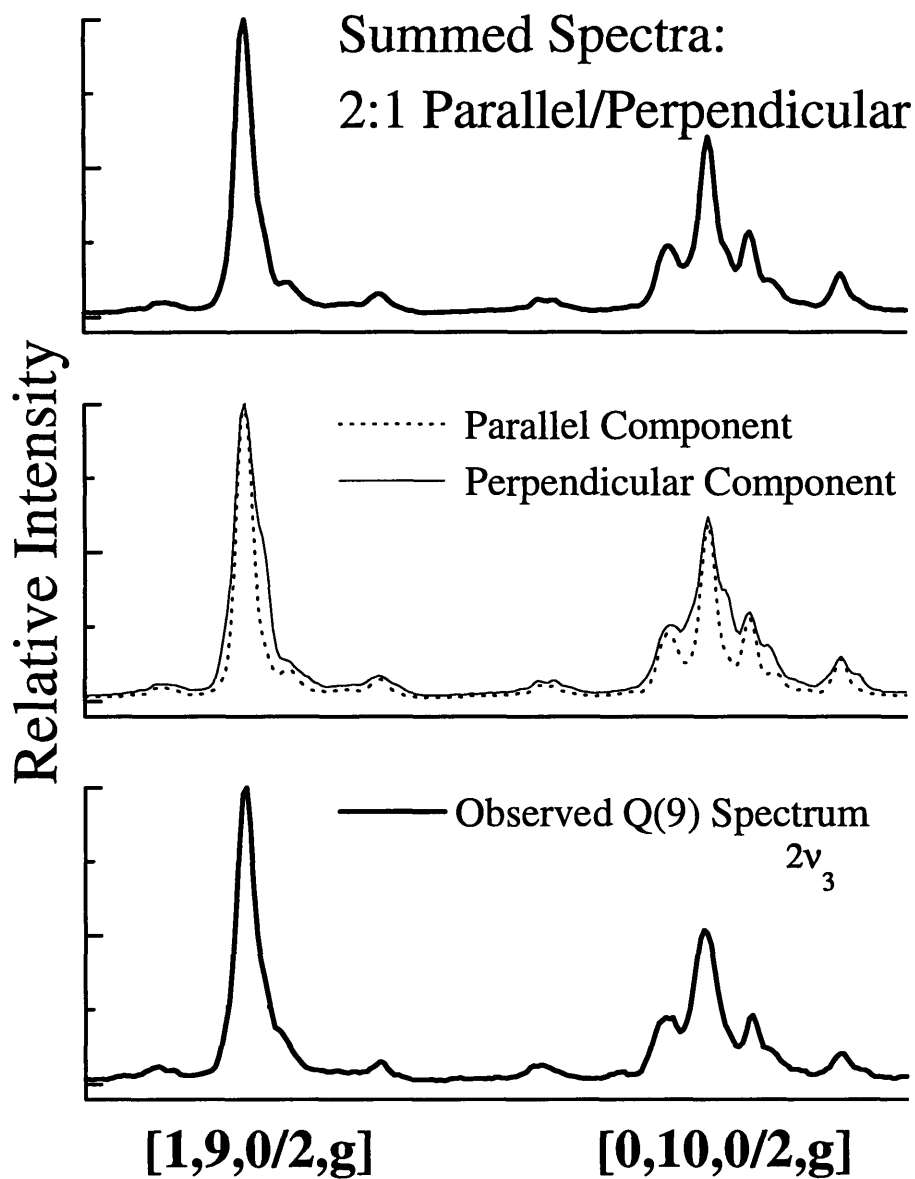 Summed Spectra:
2:1 Parallel/Perpendicular
Relative Intensity
Parallel Component
Perpendicular Component
Observed Q(9) Spectrum
2ν₃
[1,9,0/2,g]
[0,10,0/2,g]